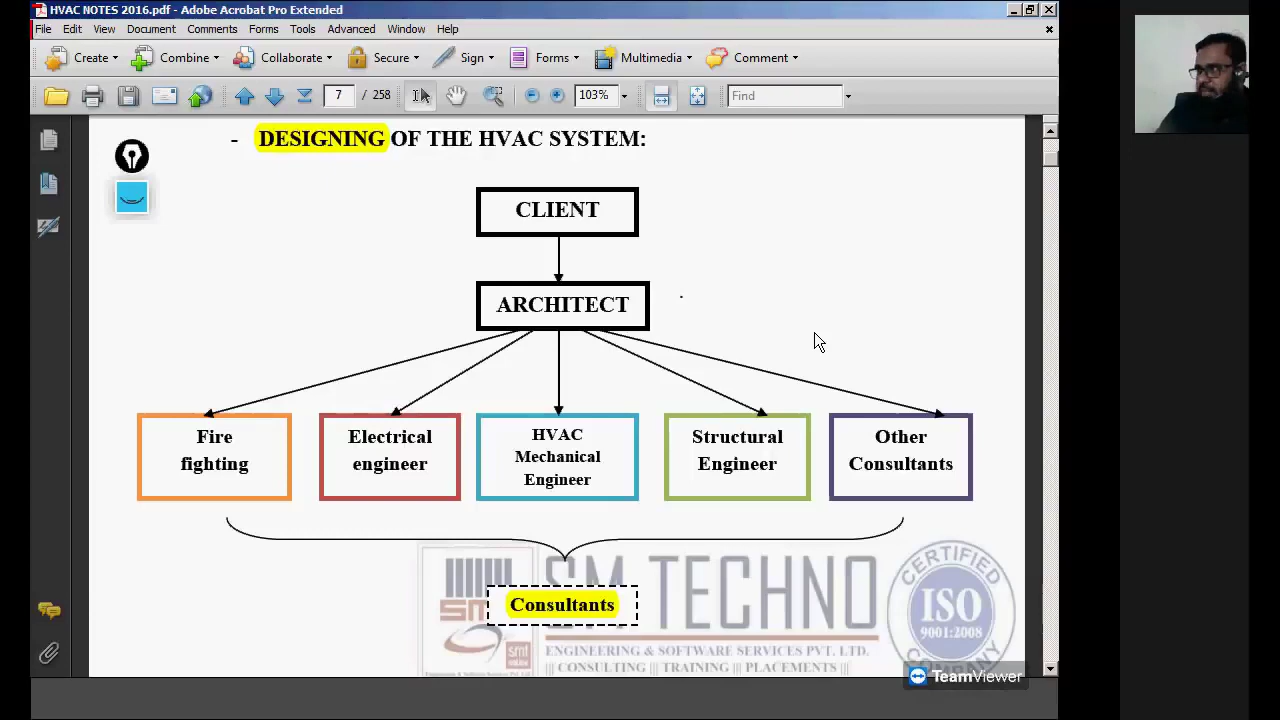 HVAC NOTES 2016.pdf - Adobe Acrobat Pro Extended
File Edit View Document Comments Forms Tools Advanced Window Help
Create Combine Collaborate Secure Sign Forms Multimedia Comment
7 / 258 103% Find
- DESIGNING OF THE HVAC SYSTEM:
CLIENT
ARCHITECT
Fire
fighting
Electrical
engineer
HVAC
Mechanical
Engineer
Structural
Engineer
Other
Consultants
Consultants
SM TECHNO
ENGINEERING & SOFTWARE SERVICES PVT. LTD.
||| CONSULTING ||| TRAINING ||| PLACEMENTS |||
SM
smt
CERTIFIED
ISO
9001:2008
COMPANY
TeamViewer